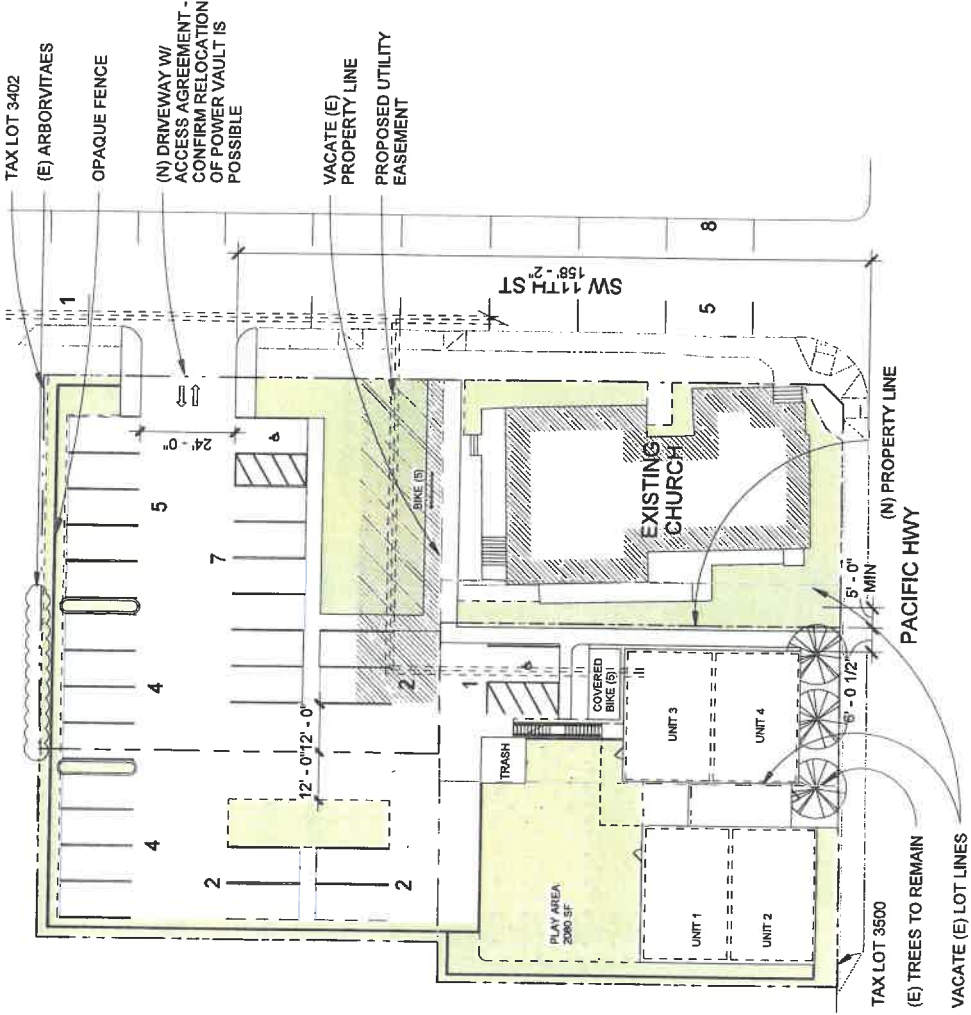 TAX LOT 3402
(E) ARBORVITAES
OPAQUE FENCE
(N) DRIVEWAY W/
ACCESS AGREEMENT -
CONFIRM RELOCATION
OF POWER VAULT IS
POSSIBLE
VACATE (E)
PROPERTY LINE
PROPOSED UTILITY
EASEMENT
1
24' - 0"
5
7
4
4
12' - 0"
12' - 0"
2
2
2
1
BIKE (5)
SW 11TH ST
158' - 2"
8
5
EXISTING
CHURCH
COVERED
BIKE (5)
TRASH
UNIT 3
UNIT 4
PLAY AREA
2080 SF
UNIT 1
UNIT 2
5' - 0"
MIN
6' - 0 1/2"
(N) PROPERTY LINE
PACIFIC HWY
TAX LOT 3500
(E) TREES TO REMAIN
VACATE (E) LOT LINES